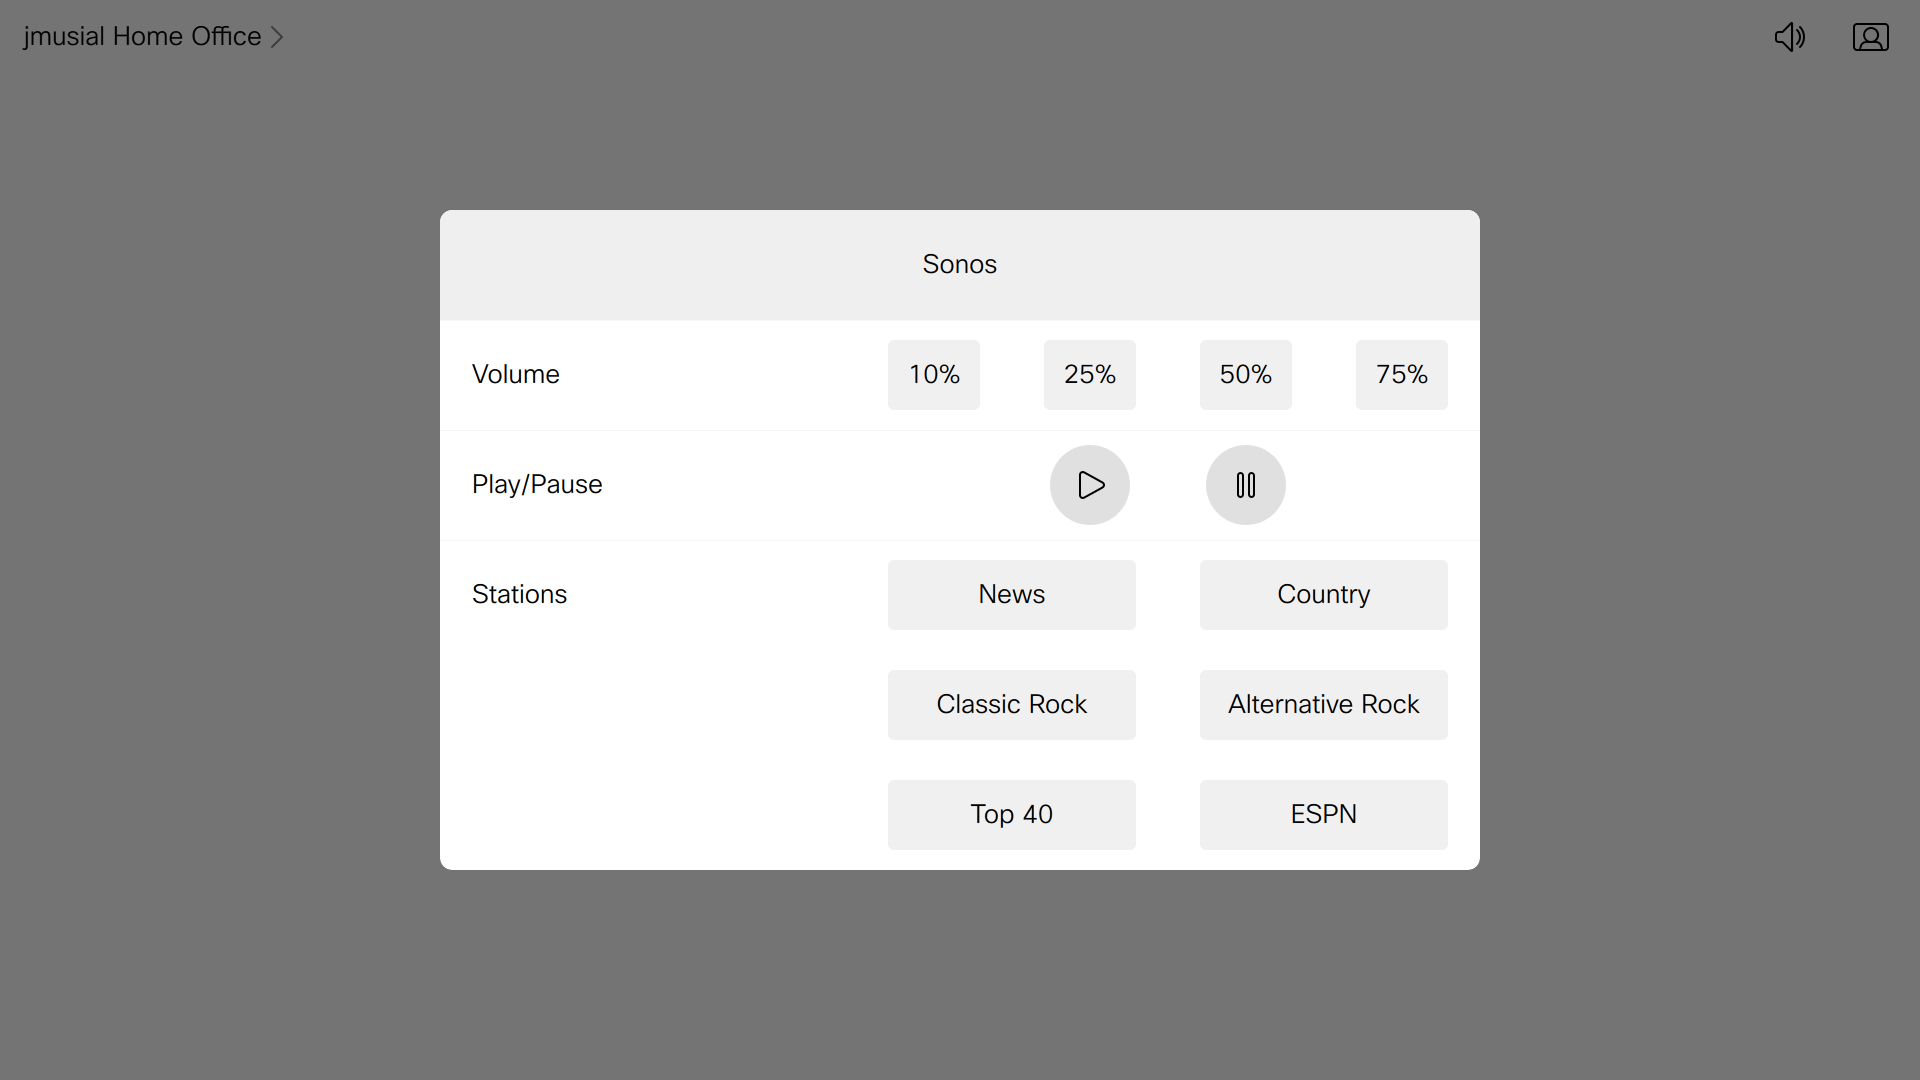 jmusial Home Office
Sonos
Volume 10% 25% 50% 75%
Play/Pause
Stations News Country
Classic Rock Alternative Rock
Top 40 ESPN